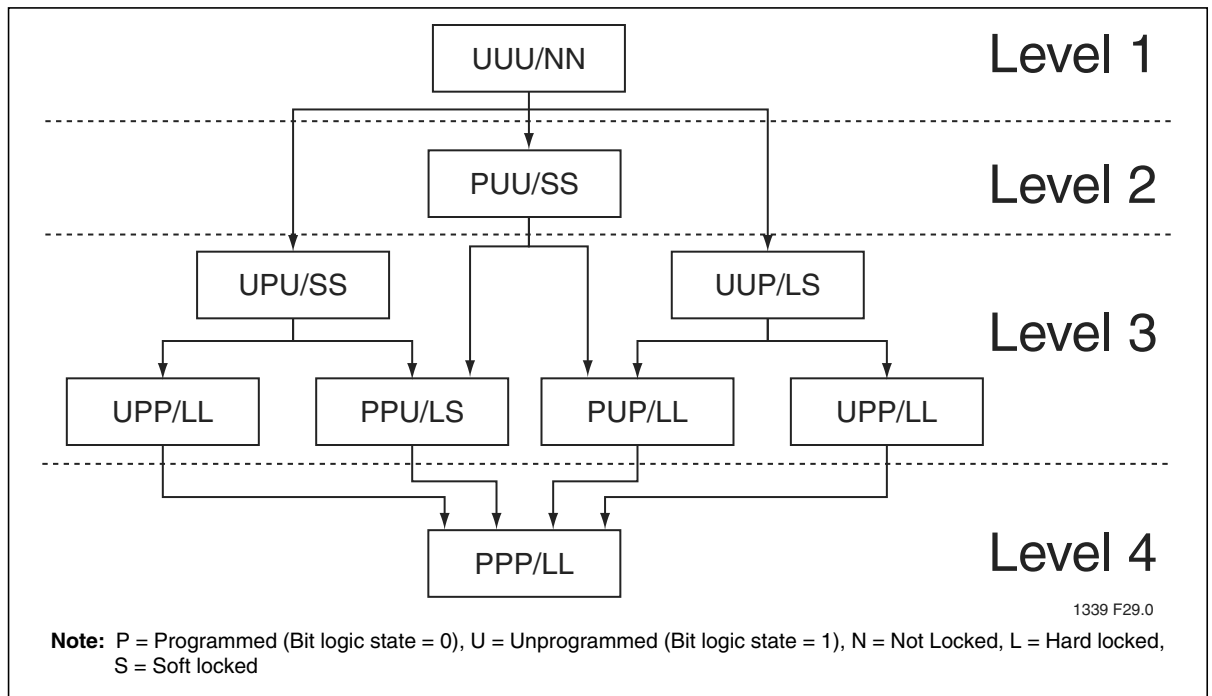 UUU/NN
Level 1
PUU/SS
Level 2
UPU/SS
UUP/LS
Level 3
UPP/LL
PPU/LS
PUP/LL
UPP/LL
PPP/LL
Level 4
1339 F29.0
Note: P = Programmed (Bit logic state = 0), U = Unprogrammed (Bit logic state = 1), N = Not Locked, L = Hard locked,
S = Soft locked